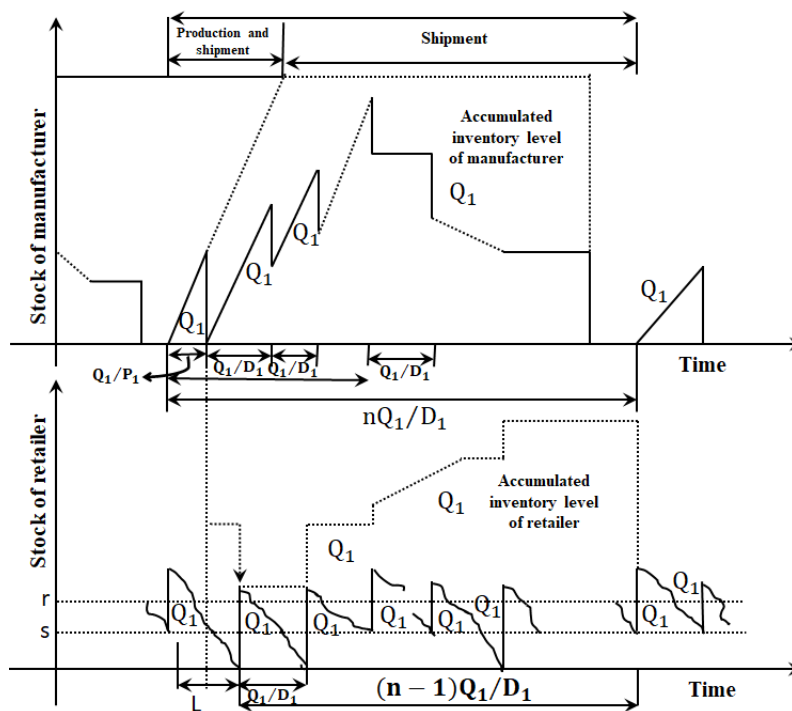 Production and
shipment
Shipment
Stock of manufacturer
Accumulated
inventory level
of manufacturer
Q₁
Q₁
Q₁
Q₁
Q₁
Q₁/P₁
Q₁/D₁
Q₁/D₁
Q₁/D₁
Time
nQ₁/D₁
Stock of retailer
Accumulated
inventory level
of retailer
Q₁
Q₁
r
s
Q₁
Q₁
Q₁
Q₁
Q₁
Q₁
Q₁
Q₁
L
Q₁/D₁
(n − 1)Q₁/D₁
Time